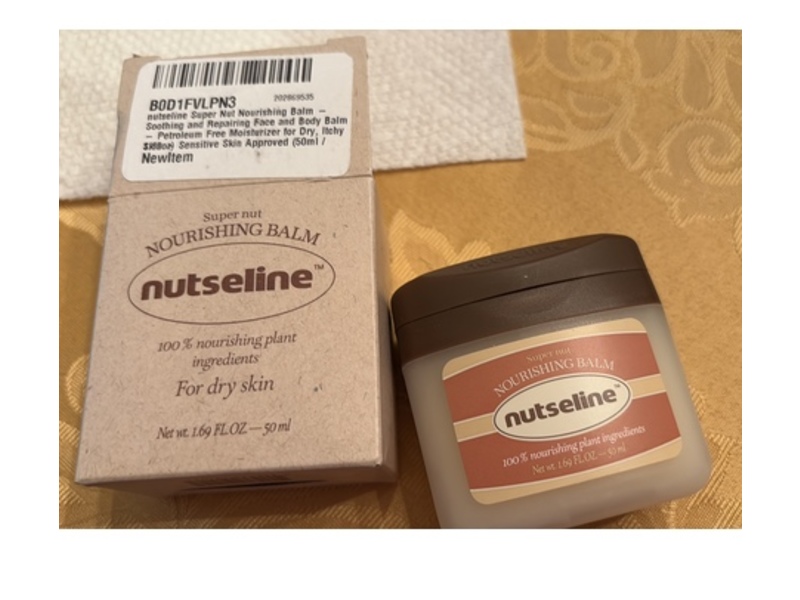 B0D1FVLPN3
202869535
nutseline Super Nut Nourishing Balm –
Soothing and Repairing Face and Body Balm
– Petroleum Free Moisturizer for Dry, Itchy
Sensitive Skin Approved (50ml /
NewItem
Super nut
NOURISHING BALM
nutseline™
100 % nourishing plant
ingredients
For dry skin
Net wt. 1.69 FL.OZ — 50 ml
Super nut
NOURISHING BALM
nutseline™
100 % nourishing plant ingredients
Net wt. 1.69 FL.OZ — 50 ml